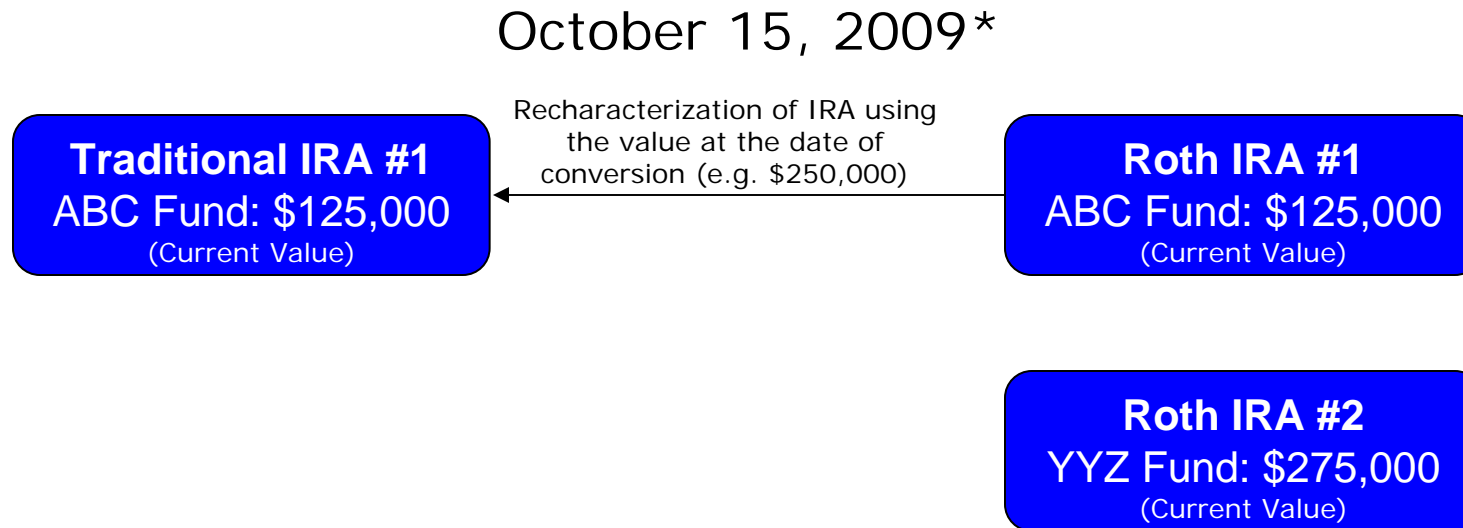 October 15, 2009*
Recharacterization of IRA using
the value at the date of
conversion (e.g. $250,000)
Traditional IRA #1
ABC Fund: $125,000
(Current Value)
Roth IRA #1
ABC Fund: $125,000
(Current Value)
Roth IRA #2
YYZ Fund: $275,000
(Current Value)